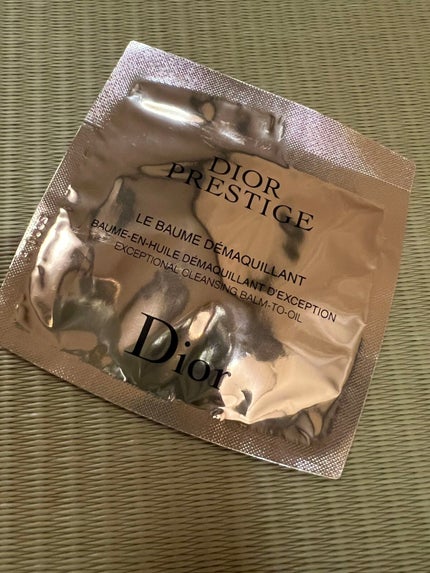 DIOR
PRESTIGE
LE BAUME DÉMAQUILLANT
BAUME-EN-HUILE DÉMAQUILLANT D'EXCEPTION
EXCEPTIONAL CLEANSING BALM-TO-OIL
Dior